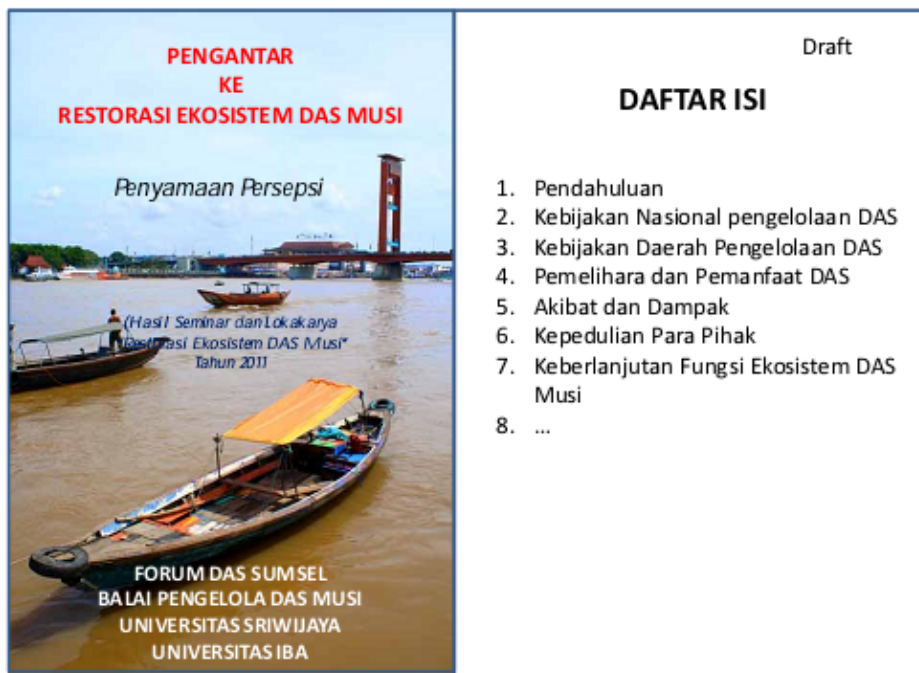 PENGANTAR
KE
RESTORASI EKOSISTEM DAS MUSI
Penyamaan Persepsi
(Hasil Seminar dan Lokakarya
"Restorasi Ekosistem DAS Musi"
Tahun 2011
FORUM DAS SUMSEL
BALAI PENGELOLA DAS MUSI
UNIVERSITAS SRIWIJAYA
UNIVERSITAS IBA
Draft
DAFTAR ISI
1. Pendahuluan
2. Kebijakan Nasional pengelolaan DAS
3. Kebijakan Daerah Pengelolaan DAS
4. Pemelihara dan Pemanfaat DAS
5. Akibat dan Dampak
6. Kepedulian Para Pihak
7. Keberlanjutan Fungsi Ekosistem DAS
Musi
8. ...